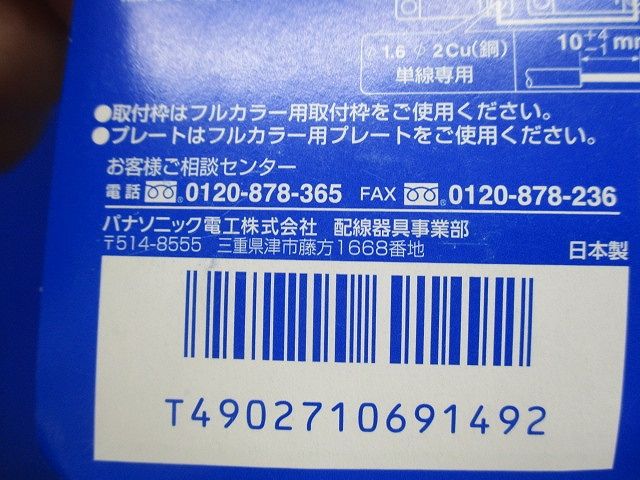 φ1.6 φ2Cu(銅)
単線専用
10+4−1mm
●取付枠はフルカラー用取付枠をご使用ください。
●プレートはフルカラー用プレートをご使用ください。
お客様ご相談センター
電話 0120-878-365 FAX 0120-878-236
パナソニック電工株式会社 配線器具事業部
〒514-8555 三重県津市藤方1668番地
日本製
T4902710691492